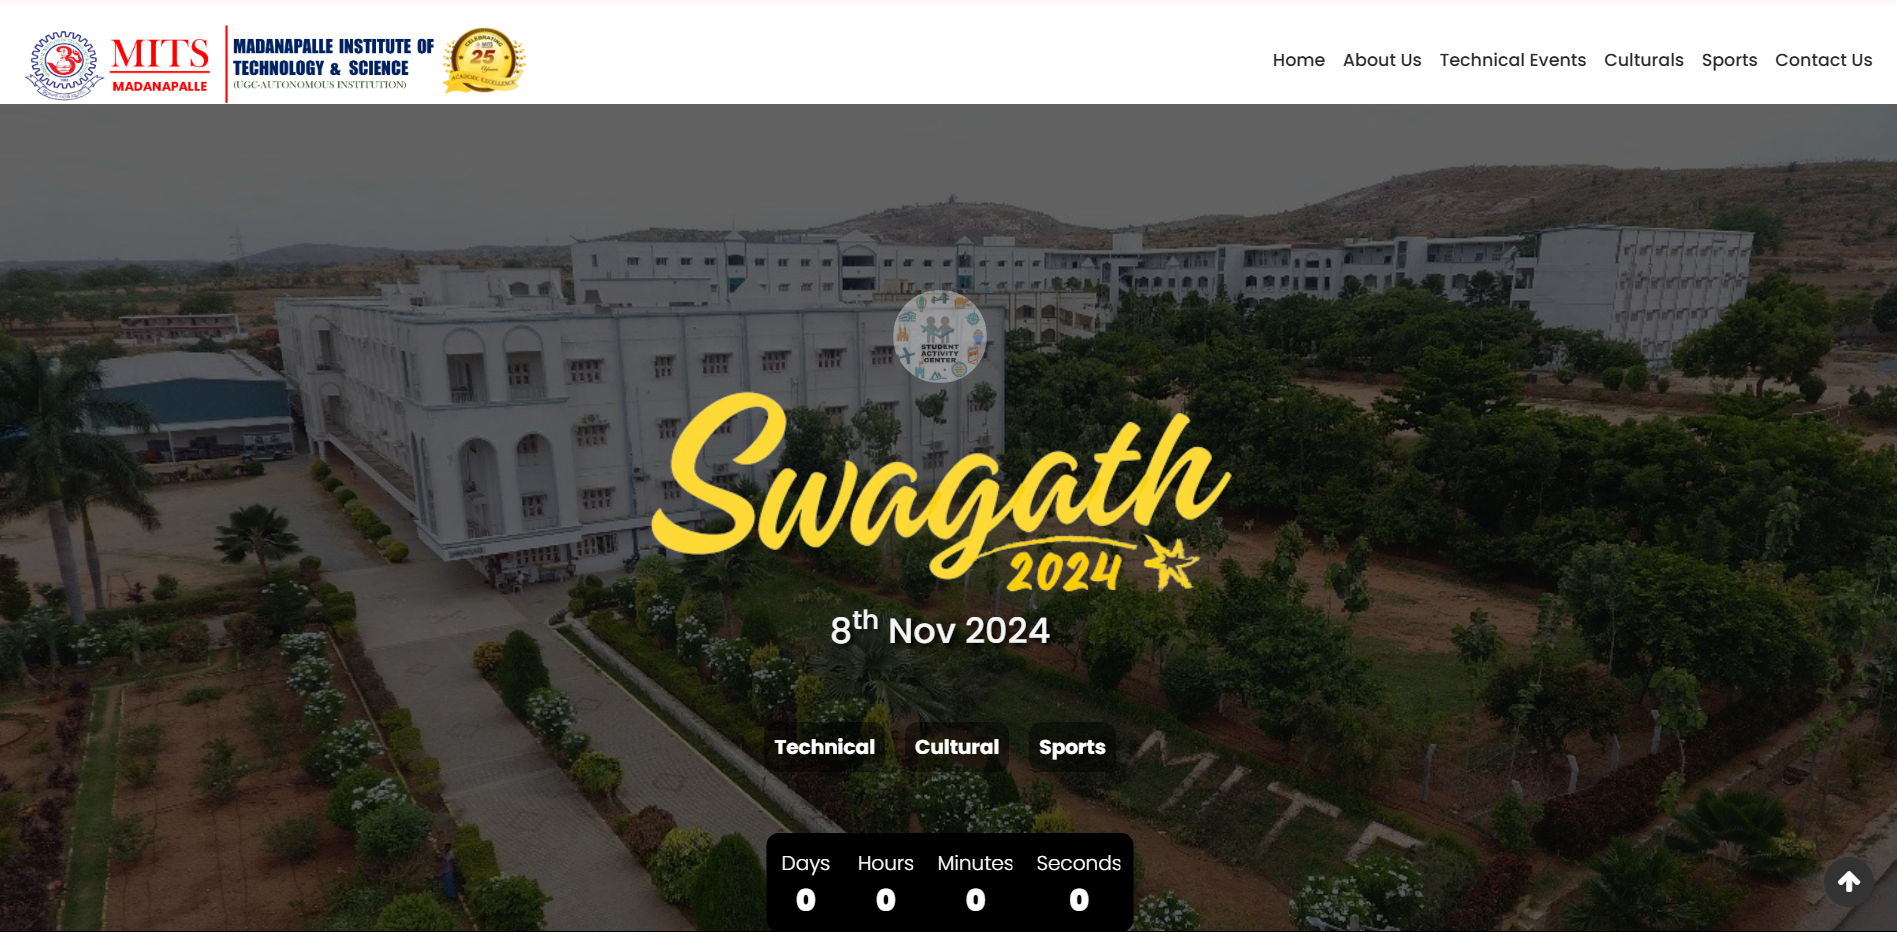 MITS
MADANAPALLE
MADANAPALLE INSTITUTE OF
TECHNOLOGY & SCIENCE
(UGC-AUTONOMOUS INSTITUTION)
CELEBRATING
MITS
25
Years
ACADEMIC EXCELLENCE
Home About Us Technical Events Culturals Sports Contact Us
STUDENT
ACTIVITY
CENTER
Swagath
2024
8th Nov 2024
Technical Cultural Sports
MITS
Days Hours Minutes Seconds
0 0 0 0